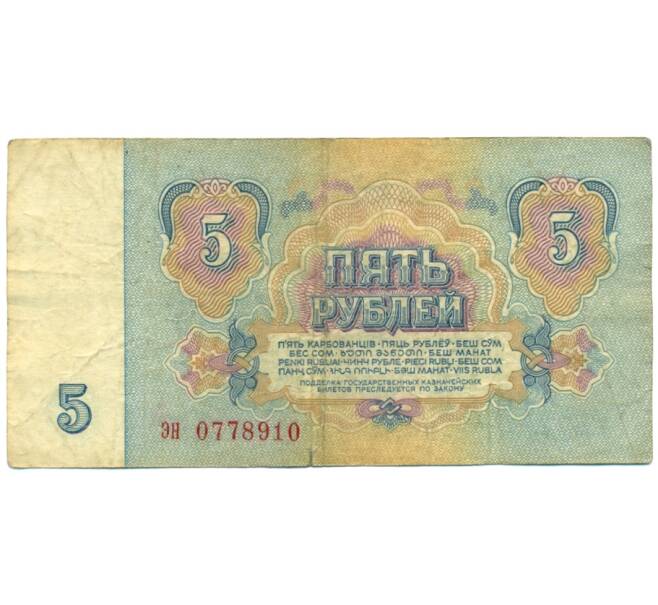 5 5
ПЯТЬ
РУБЛЕЙ
П'ЯТЬ КАРБОВАНЦІВ · ПЯЦЬ РУБЛЁЎ · БЕШ СЎМ
БЕС СОМ · ᲮᲣᲗᲘ ᲛᲐᲜᲔᲗᲘ · БЕШ МАНАТ
PENKI RUBLIAI · ЧИНЧ РУБЛЕ · PIECI RUBĻI · БЕШ СОМ
ПАНҶ СӮМ · ՀԻՆԳ ՌՈՒԲԼԻ · БӘШ МАНАТ · VIIS RUBLA
ПОДДЕЛКА ГОСУДАРСТВЕННЫХ КАЗНАЧЕЙСКИХ
БИЛЕТОВ ПРЕСЛЕДУЕТСЯ ПО ЗАКОНУ
5
ЭН 0778910